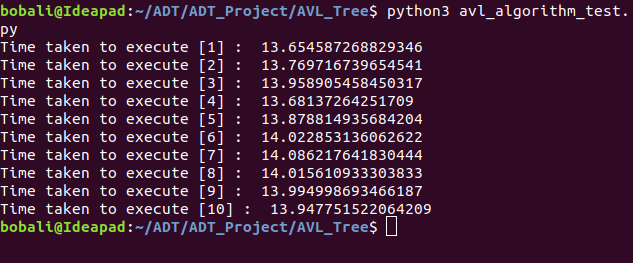 bobali@Ideapad:~/ADT/ADT_Project/AVL_Tree$ python3 avl_algorithm_test.
py
Time taken to execute [1] :  13.654587268829346
Time taken to execute [2] :  13.769716739654541
Time taken to execute [3] :  13.958905458450317
Time taken to execute [4] :  13.68137264251709
Time taken to execute [5] :  13.878814935684204
Time taken to execute [6] :  14.022853136062622
Time taken to execute [7] :  14.086217641830444
Time taken to execute [8] :  14.015610933303833
Time taken to execute [9] :  13.994998693466187
Time taken to execute [10] :  13.947751522064209
bobali@Ideapad:~/ADT/ADT_Project/AVL_Tree$